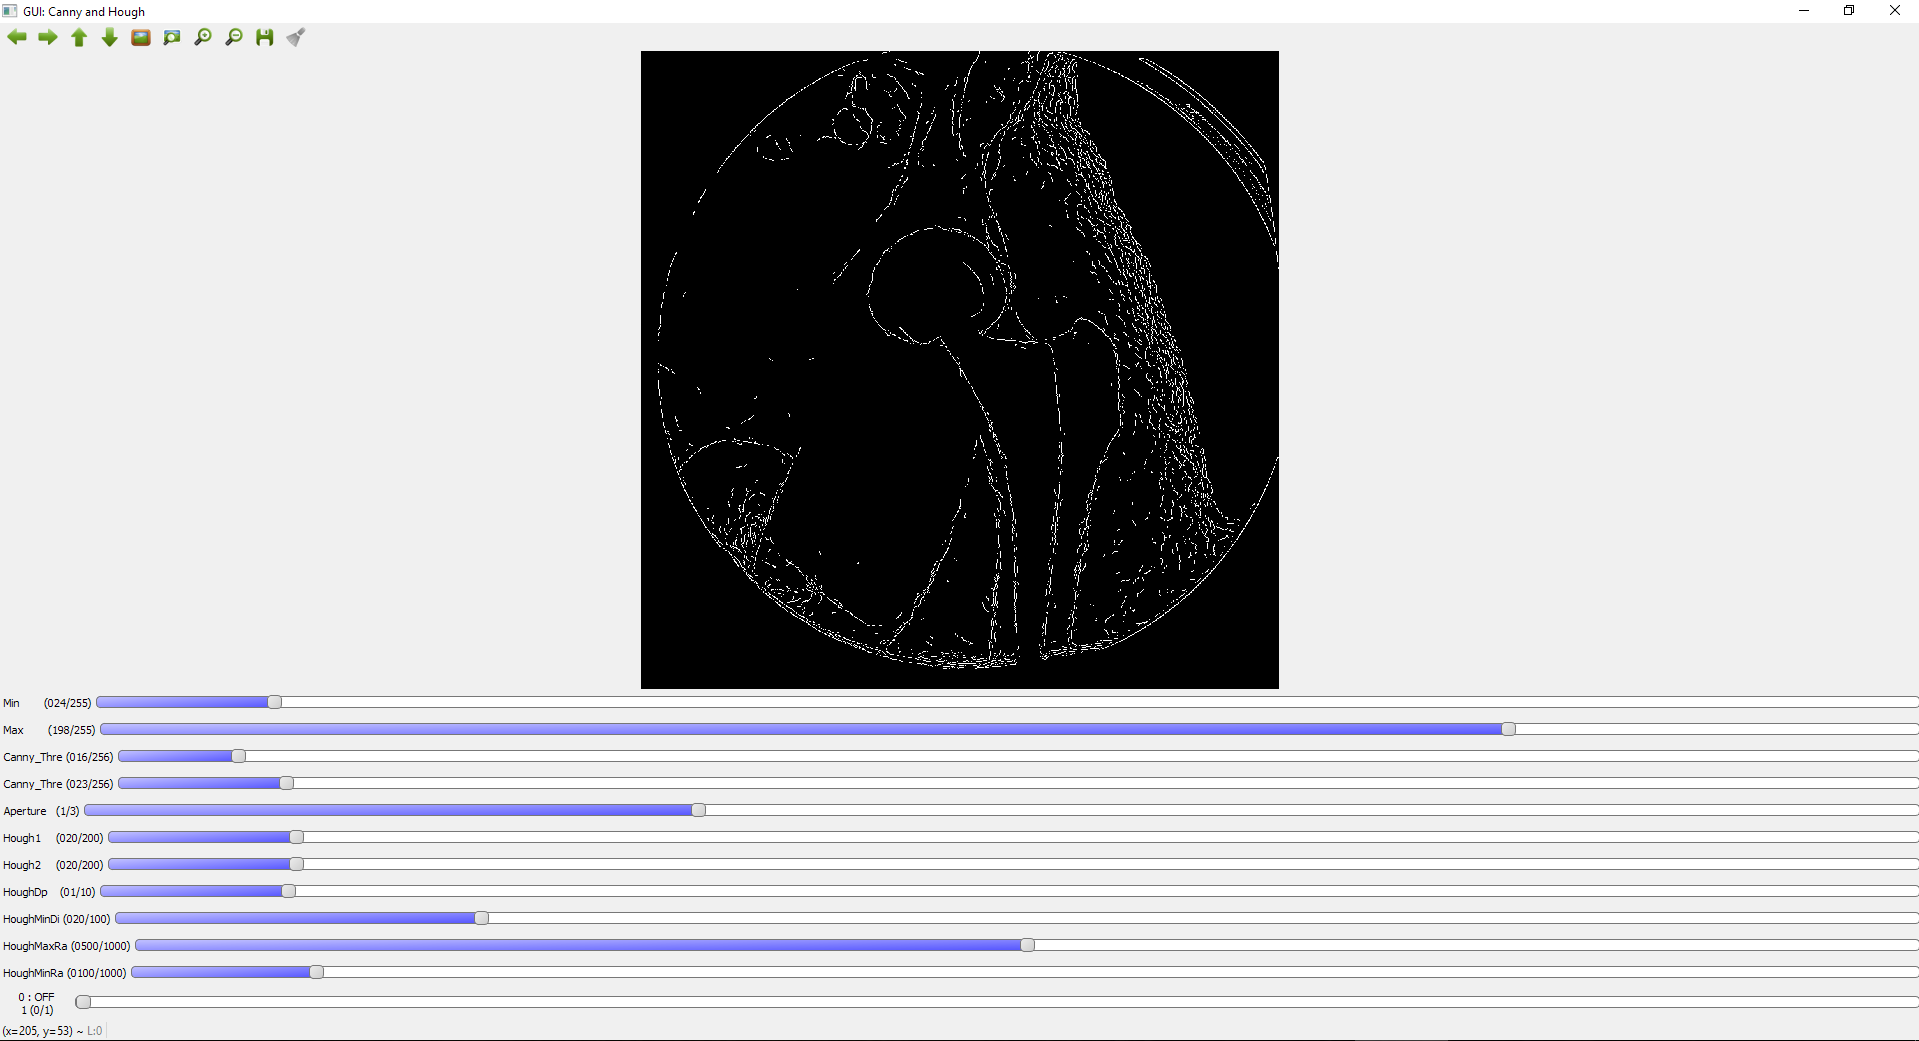 GUI: Canny and Hough
Min (024/255)
Max (198/255)
Canny_Thre (016/256)
Canny_Thre (023/256)
Aperture (1/3)
Hough1 (020/200)
Hough2 (020/200)
HoughDp (01/10)
HoughMinDi (020/100)
HoughMaxRa (0500/1000)
HoughMinRa (0100/1000)
0 : OFF
1 (0/1)
(x=205, y=53) ~ L:0